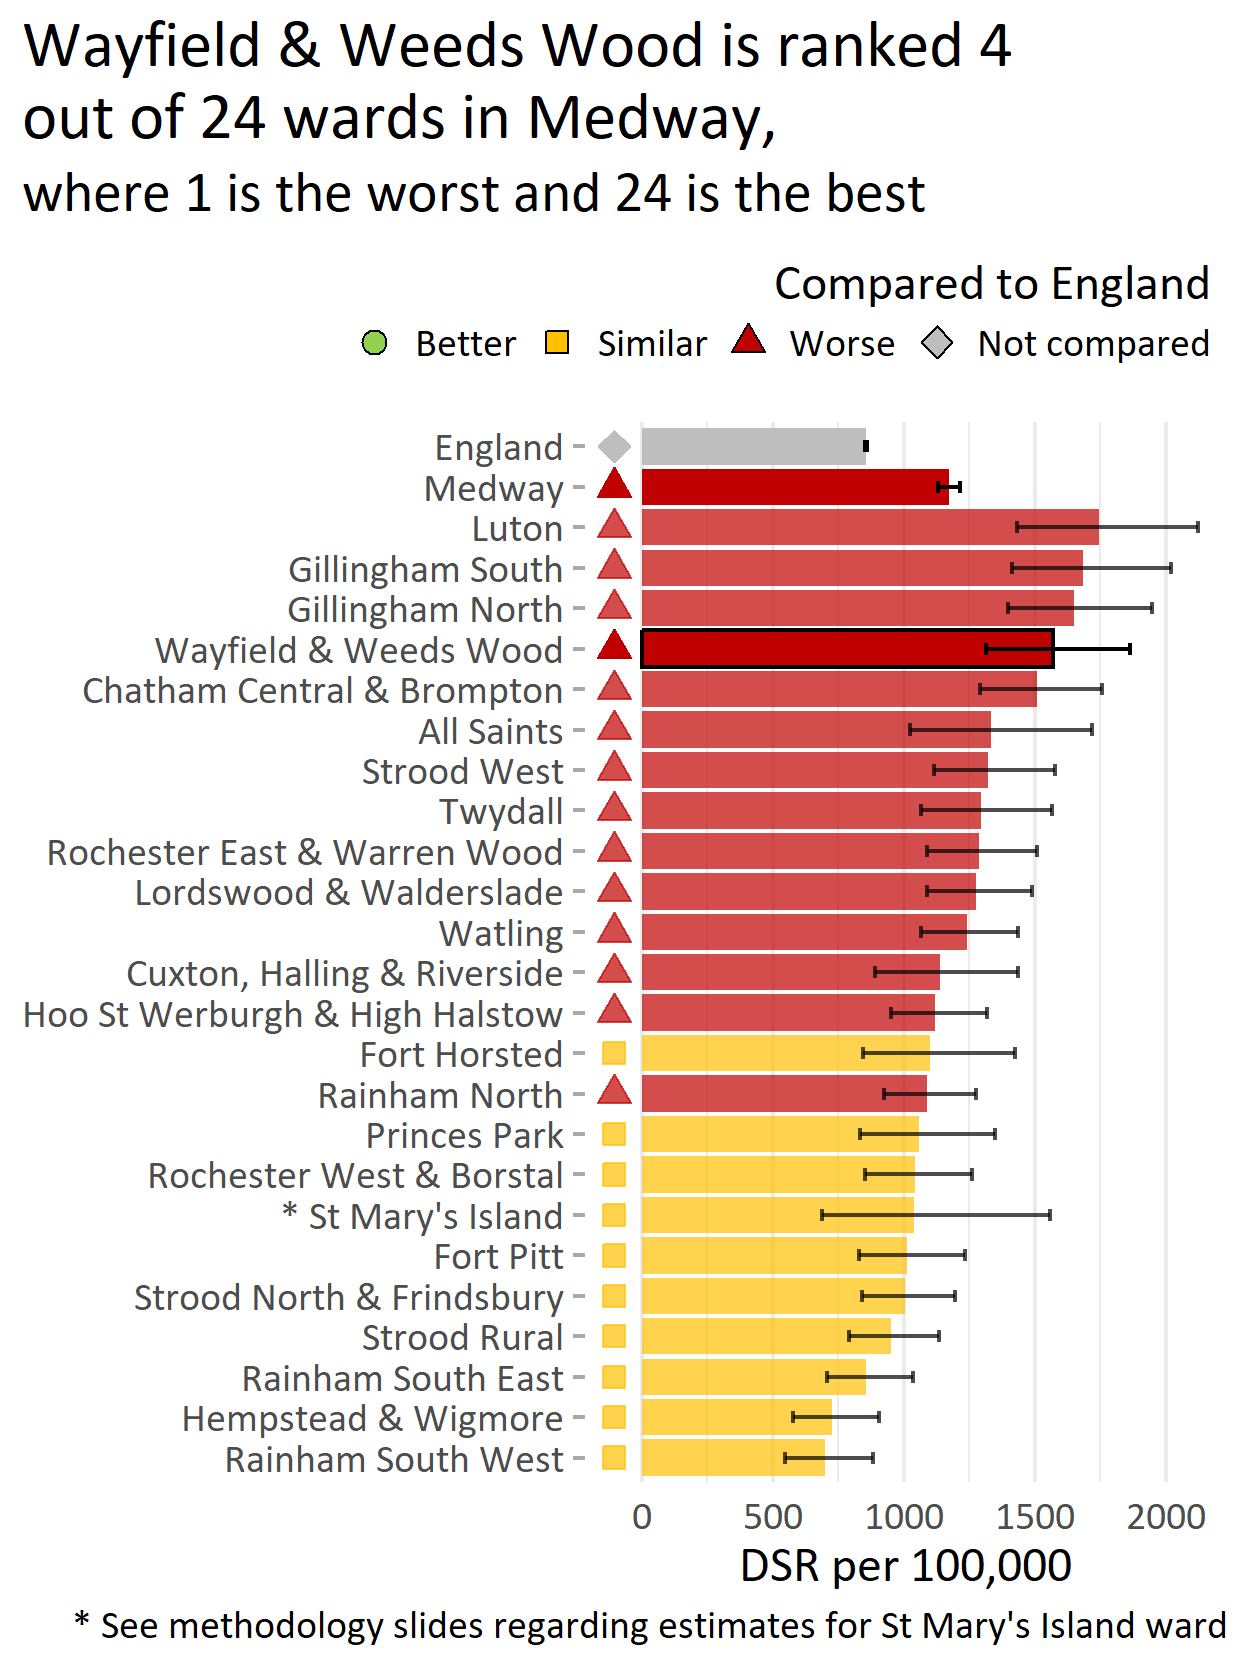 Wayfield & Weeds Wood is ranked 4
out of 24 wards in Medway,
where 1 is the worst and 24 is the best
Compared to England
Better Similar Worse Not compared
England
Medway
Luton
Gillingham South
Gillingham North
Wayfield & Weeds Wood
Chatham Central & Brompton
All Saints
Strood West
Twydall
Rochester East & Warren Wood
Lordswood & Walderslade
Watling
Cuxton, Halling & Riverside
Hoo St Werburgh & High Halstow
Fort Horsted
Rainham North
Princes Park
Rochester West & Borstal
* St Mary's Island
Fort Pitt
Strood North & Frindsbury
Strood Rural
Rainham South East
Hempstead & Wigmore
Rainham South West
0 500 1000 1500 2000
DSR per 100,000
* See methodology slides regarding estimates for St Mary's Island ward